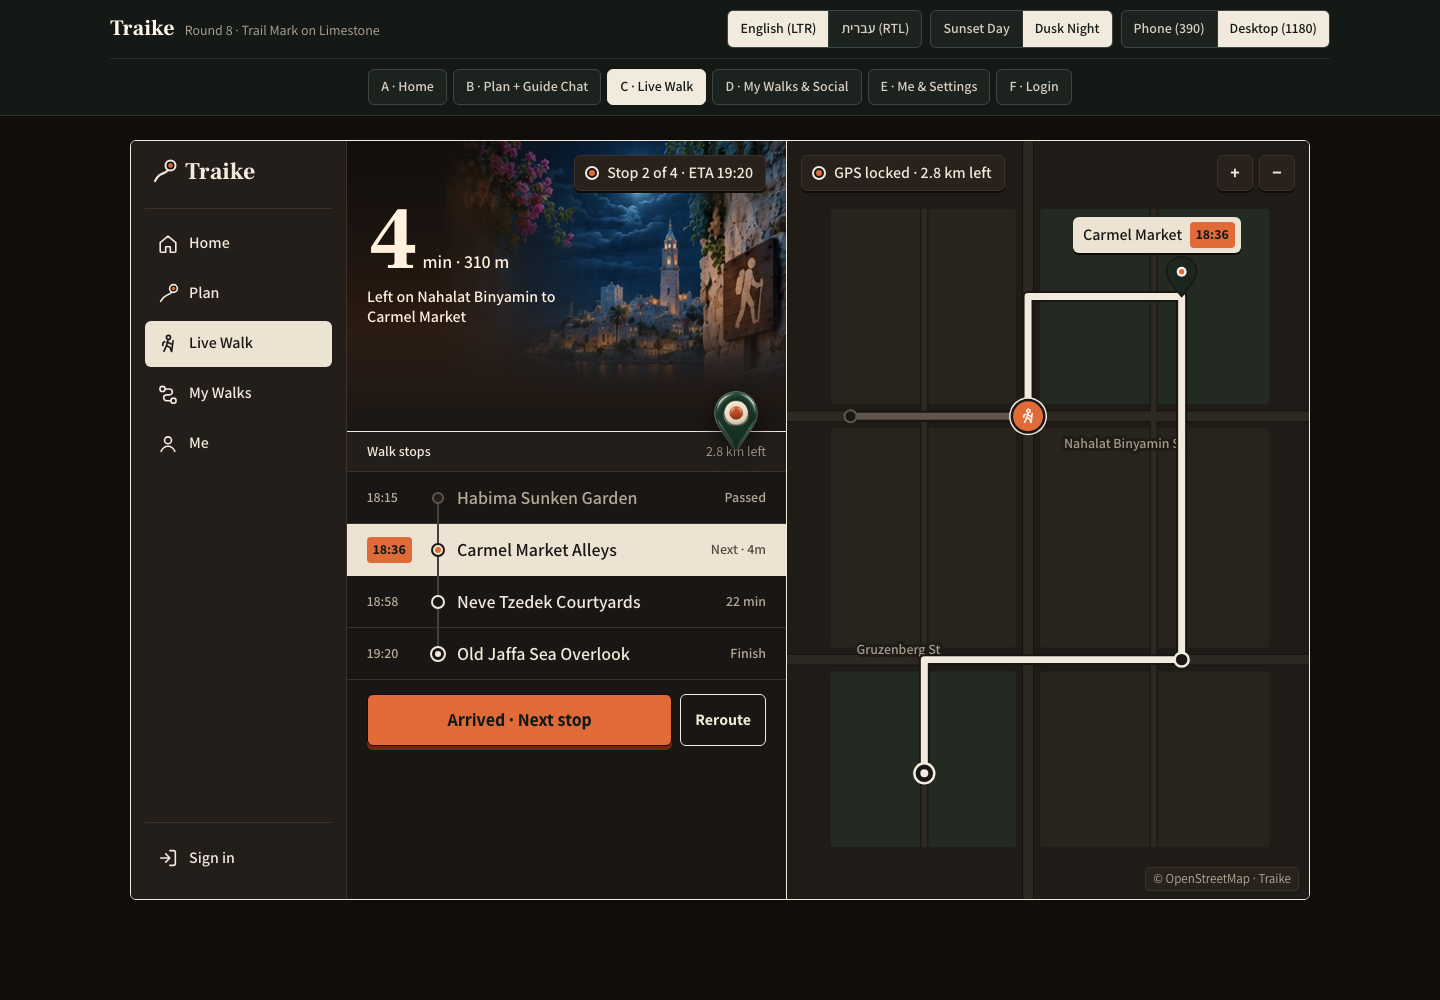 Traike Round 8 · Trail Mark on Limestone
English (LTR) עברית (RTL) Sunset Day Dusk Night Phone (390) Desktop (1180)
A · Home B · Plan + Guide Chat C · Live Walk D · My Walks & Social E · Me & Settings F · Login
Traike
Home
Plan
Live Walk
My Walks
Me
Sign in
Stop 2 of 4 · ETA 19:20
4 min · 310 m
Left on Nahalat Binyamin to
Carmel Market
Walk stops 2.8 km left
18:15 Habima Sunken Garden Passed
18:36 Carmel Market Alleys Next · 4m
18:58 Neve Tzedek Courtyards 22 min
19:20 Old Jaffa Sea Overlook Finish
Arrived · Next stop Reroute
GPS locked · 2.8 km left + −
Carmel Market 18:36
Nahalat Binyamin
Gruzenberg St
© OpenStreetMap · Traike